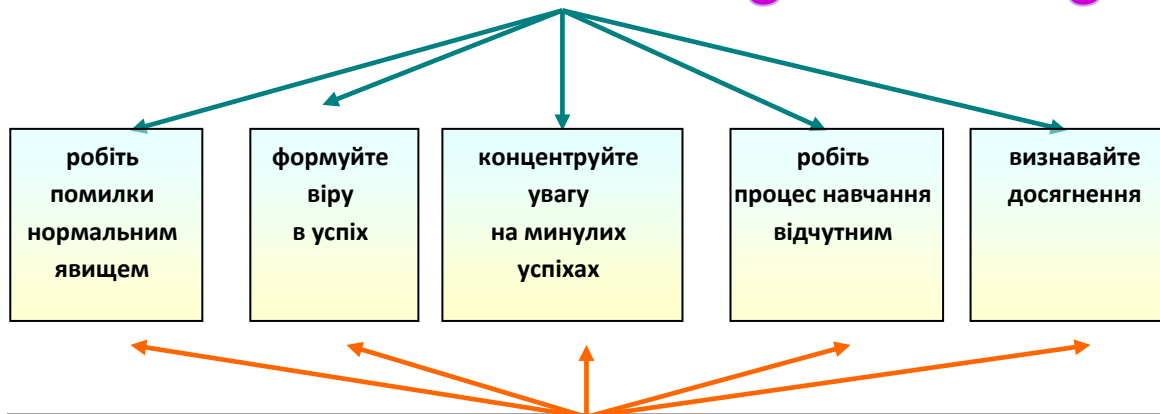 робіть
помилки
нормальним
явищем
формуйте
віру
в успіх
концентруйте
увагу
на минулих
успіхах
робіть
процес навчання
відчутним
визнавайте
досягнення